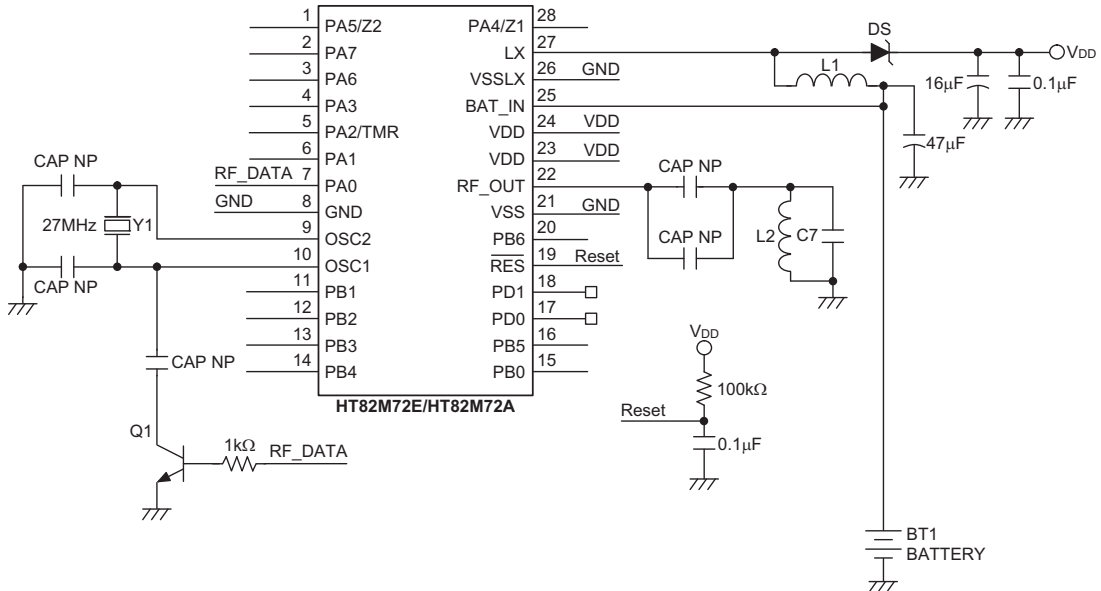 1 PA5/Z2 PA4/Z1 28
2 PA7 LX 27
3 PA6 VSSLX 26 GND
4 PA3 BAT_IN 25
5 PA2/TMR VDD 24 VDD
6 PA1 VDD 23 VDD
RF_DATA 7 PA0 RF_OUT 22
GND 8 GND VSS 21 GND
9 OSC2 PB6 20
10 OSC1 RES 19 Reset
11 PB1 PD1 18
12 PB2 PD0 17
13 PB3 PB5 16
14 PB4 PB0 15
HT82M72E/HT82M72A
DS
VDD
L1
16μF
0.1μF
47μF
CAP NP
27MHz
Y1
CAP NP
CAP NP
CAP NP
L2
C7
CAP NP
Q1
1kΩ
RF_DATA
VDD
100kΩ
Reset
0.1μF
BT1
BATTERY